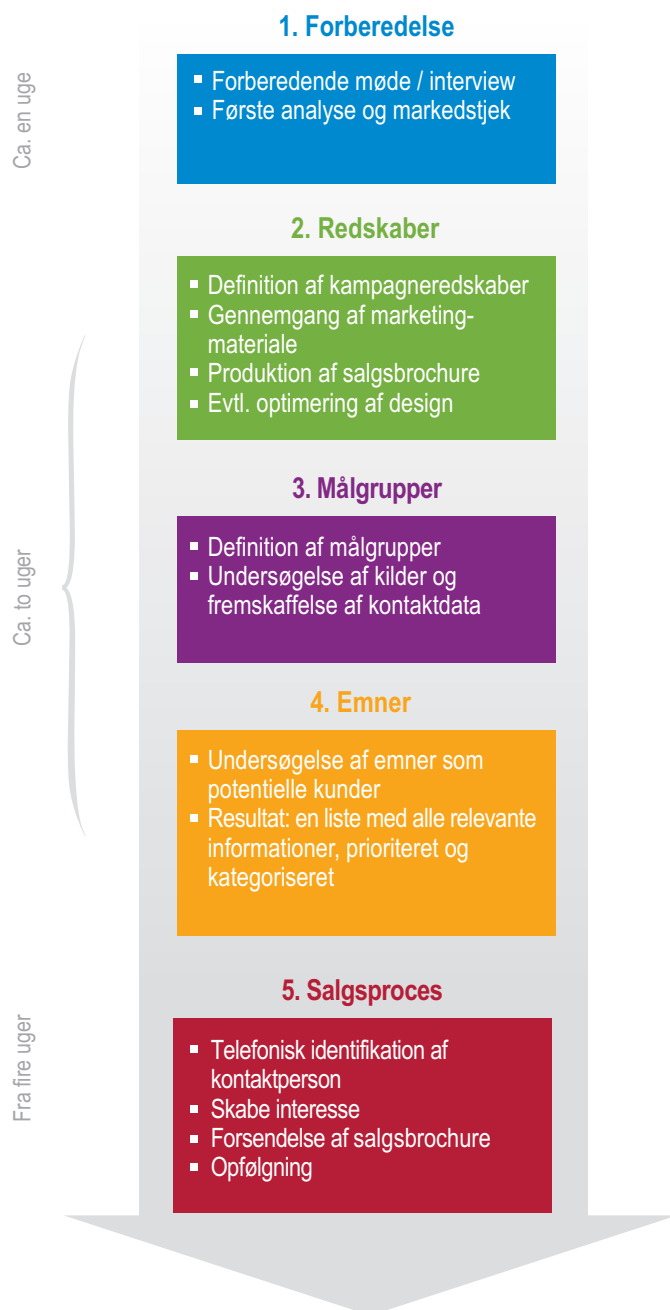 1. Forberedelse
Ca. en uge
▪ Forberedende møde / interview
▪ Første analyse og markedstjek
2. Redskaber
▪ Definition af kampagneredskaber
▪ Gennemgang af marketing-
materiale
▪ Produktion af salgsbrochure
▪ Evtl. optimering af design
Ca. to uger
3. Målgrupper
▪ Definition af målgrupper
▪ Undersøgelse af kilder og
fremskaffelse af kontaktdata
4. Emner
▪ Undersøgelse af emner som
potentielle kunder
▪ Resultat: en liste med alle relevante
informationer, prioriteret og
kategoriseret
5. Salgsproces
Fra fire uger
▪ Telefonisk identifikation af
kontaktperson
▪ Skabe interesse
▪ Forsendelse af salgsbrochure
▪ Opfølgning